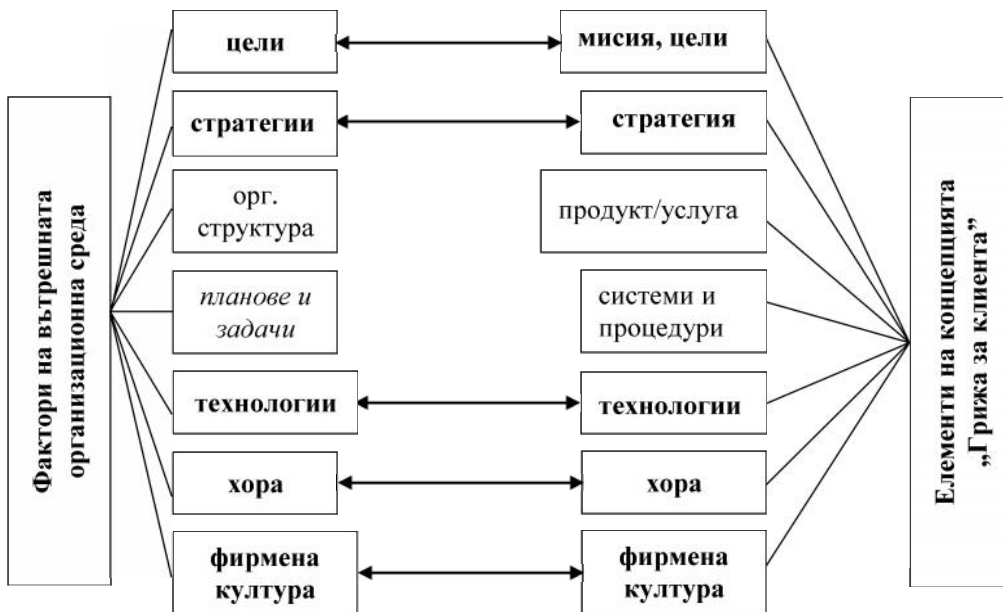 Фактори на вътрешната
организационна среда
цели
мисия, цели
стратегии
стратегия
орг.
структура
продукт/услуга
планове и
задачи
системи и
процедури
технологии
технологии
хора
хора
фирмена
култура
фирмена
култура
Елементи на концепцията
„Грижа за клиента”